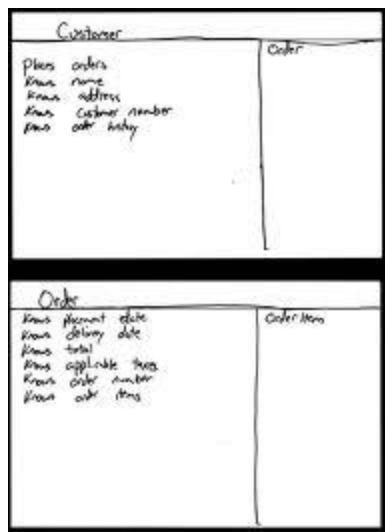 Customer
Places orders
Knows name
Knows address
Knows Customer number
Knows order history
Order
Order
Knows placement date
Knows delivery date
Knows total
Knows applicable taxes
Knows order number
Knows order items
Order Item